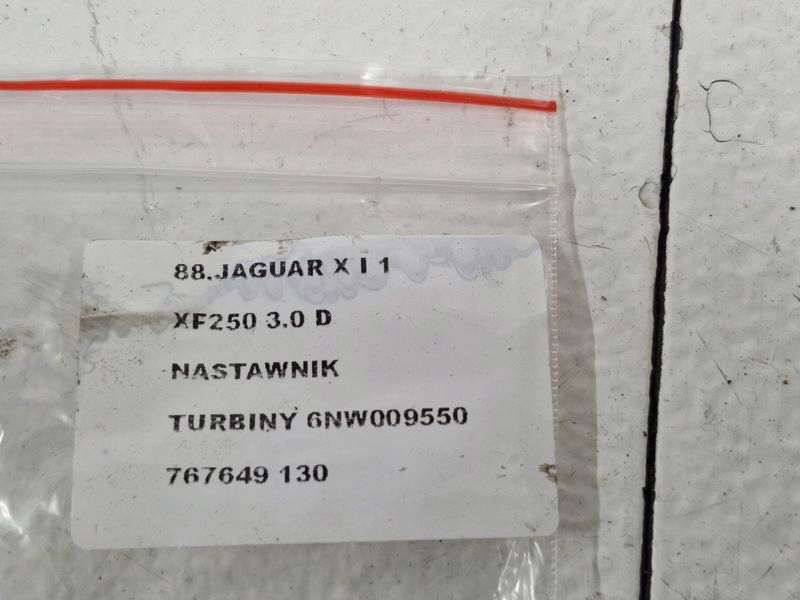 88.JAGUAR X I 1
XF250 3.0 D
NASTAWNIK
TURBINY 6NW009550
767649 130